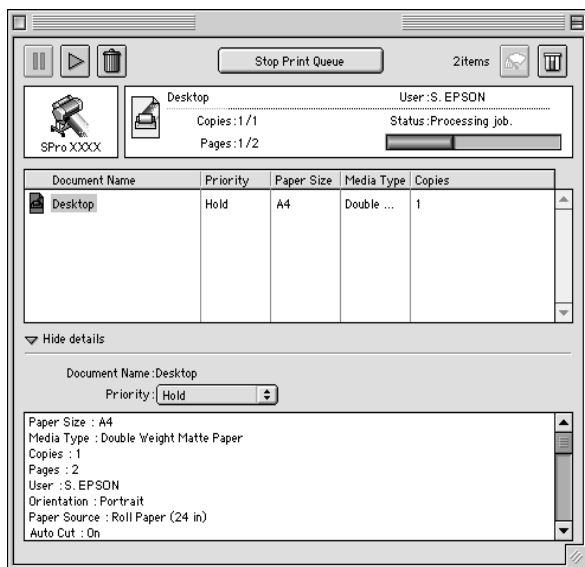 Stop Print Queue
2items
SPro XXXX
Desktop
User :S. EPSON
Copies:1/1
Status :Processing job.
Pages:1/2
Document Name Priority Paper Size Media Type Copies
Desktop Hold A4 Double ... 1
Hide details
Document Name :Desktop
Priority: Hold
Paper Size : A4
Media Type : Double Weight Matte Paper
Copies : 1
Pages : 2
User : S. EPSON
Orientation : Portrait
Paper Source : Roll Paper (24 in)
Auto Cut : On